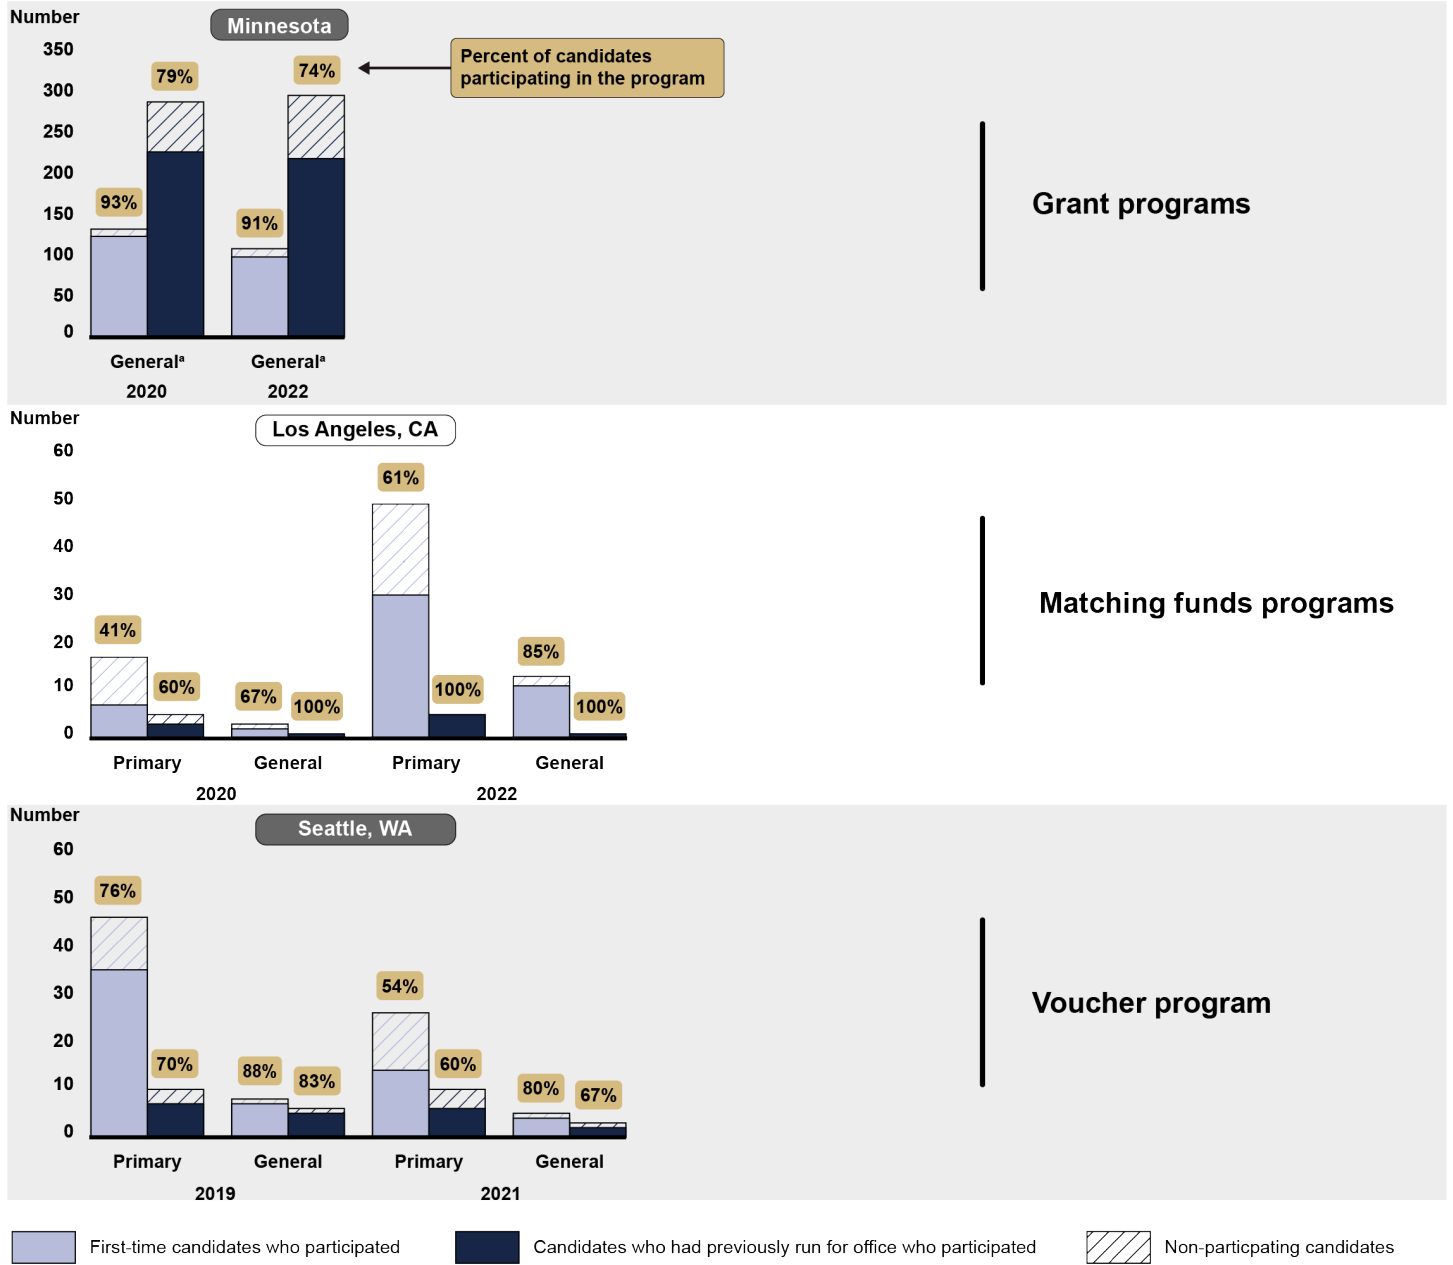 Number
Minnesota
350
300
250
200
150
100
50
0
79%
74%
93%
91%
Percent of candidates
participating in the program
Grant programs
Generalᵃ
Generalᵃ
2020
2022
Number
Los Angeles, CA
60
50
40
30
20
10
0
61%
41%
60%
67%
100%
100%
85%
100%
Matching funds programs
Primary
General
Primary
General
2020
2022
Number
Seattle, WA
60
50
40
30
20
10
0
76%
70%
88%
83%
54%
60%
80%
67%
Voucher program
Primary
General
Primary
General
2019
2021
First-time candidates who participated
Candidates who had previously run for office who participated
Non-particpating candidates